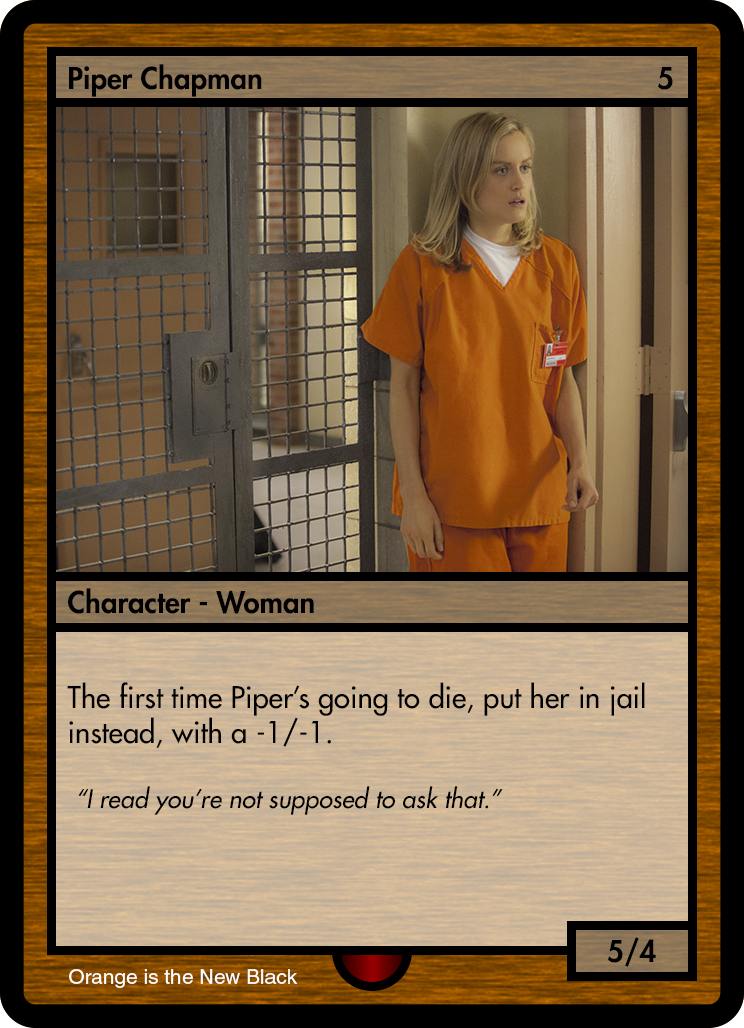 Piper Chapman 5
Character - Woman
The first time Piper’s going to die, put her in jail
instead, with a -1/-1.
“I read you’re not supposed to ask that.”
5/4
Orange is the New Black